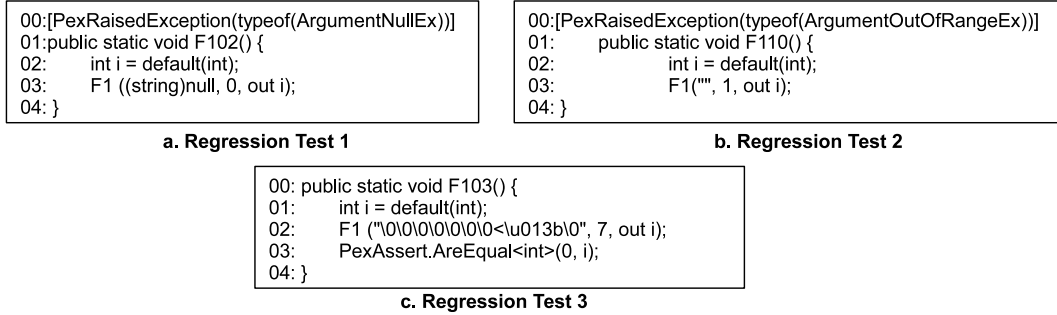 00:[PexRaisedException(typeof(ArgumentNullEx))]
01:public static void F102() {
02:      int i = default(int);
03:      F1 ((string)null, 0, out i);
04: }
a. Regression Test 1
00:[PexRaisedException(typeof(ArgumentOutOfRangeEx))]
01:      public static void F110() {
02:            int i = default(int);
03:            F1("", 1, out i);
04: }
b. Regression Test 2
00: public static void F103() {
01:      int i = default(int);
02:      F1 ("\0\0\0\0\0\0\0<\u013b\0", 7, out i);
03:      PexAssert.AreEqual<int>(0, i);
04: }
c. Regression Test 3